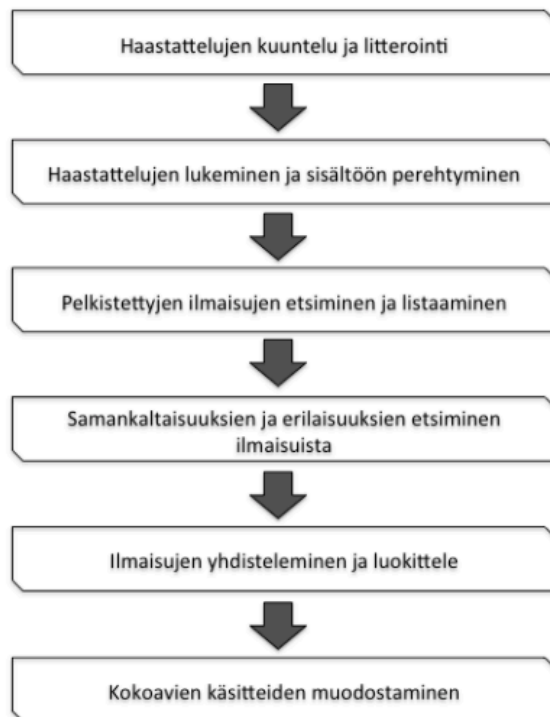 Haastattelujen kuuntelu ja litterointi
Haastattelujen lukeminen ja sisältöön perehtyminen
Pelkistettyjen ilmaisujen etsiminen ja listaaminen
Samankaltaisuuksien ja erilaisuuksien etsiminen
ilmaisuista
Ilmaisujen yhdisteleminen ja luokittele
Kokoavien käsitteiden muodostaminen